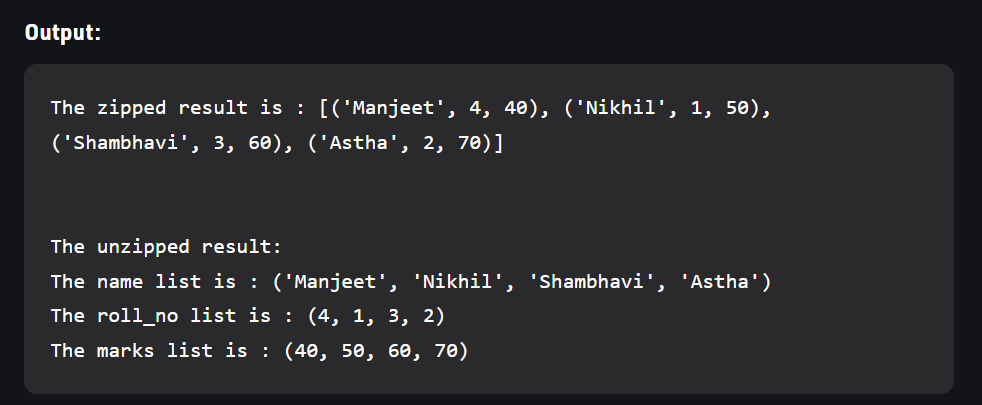 Output:
The zipped result is : [('Manjeet', 4, 40), ('Nikhil', 1, 50),
('Shambhavi', 3, 60), ('Astha', 2, 70)]
The unzipped result:
The name list is : ('Manjeet', 'Nikhil', 'Shambhavi', 'Astha')
The roll_no list is : (4, 1, 3, 2)
The marks list is : (40, 50, 60, 70)